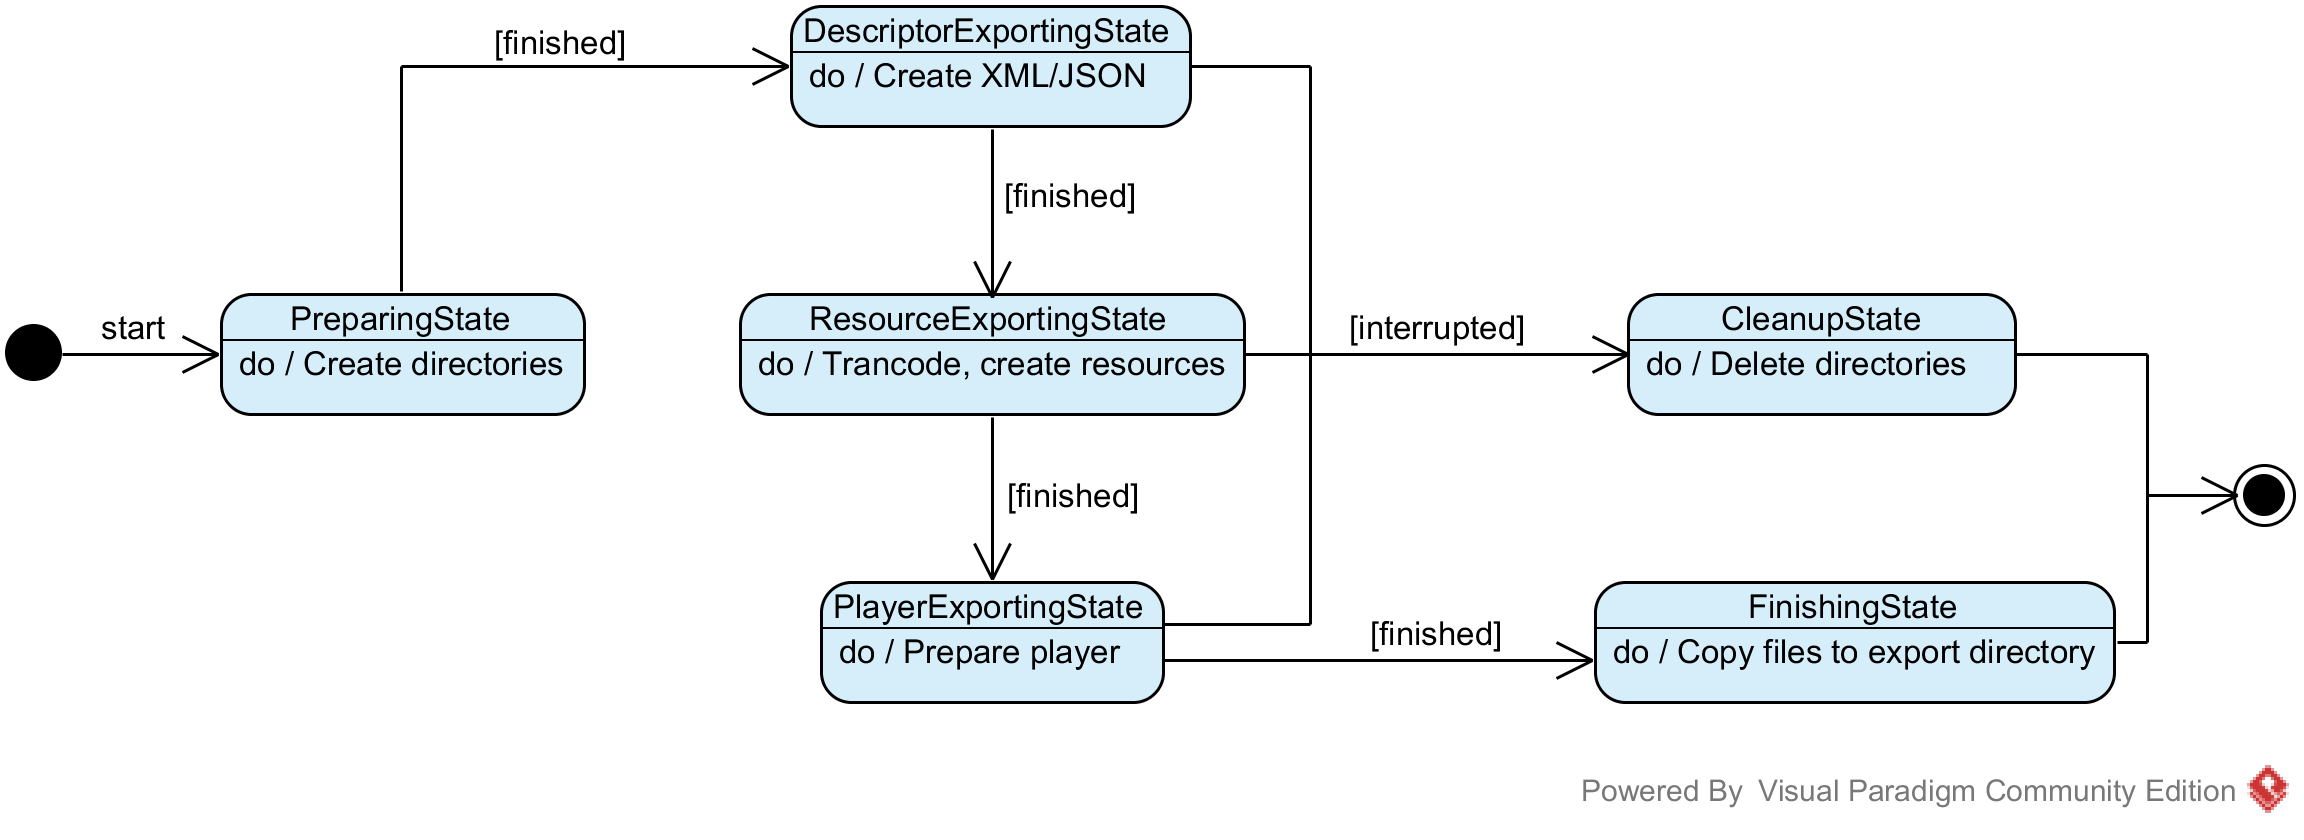 DescriptorExportingState
do / Create XML/JSON
[finished]
[finished]
start
PreparingState
do / Create directories
ResourceExportingState
do / Trancode, create resources
[interrupted]
CleanupState
do / Delete directories
[finished]
PlayerExportingState
do / Prepare player
[finished]
FinishingState
do / Copy files to export directory
Powered By Visual Paradigm Community Edition